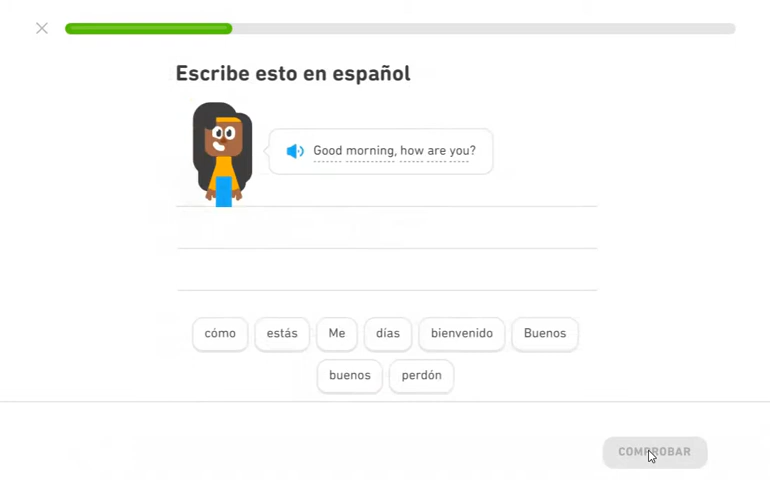 Escribe esto en español
Good morning, how are you?
cómo estás Me días bienvenido Buenos
buenos perdón
COMPROBAR